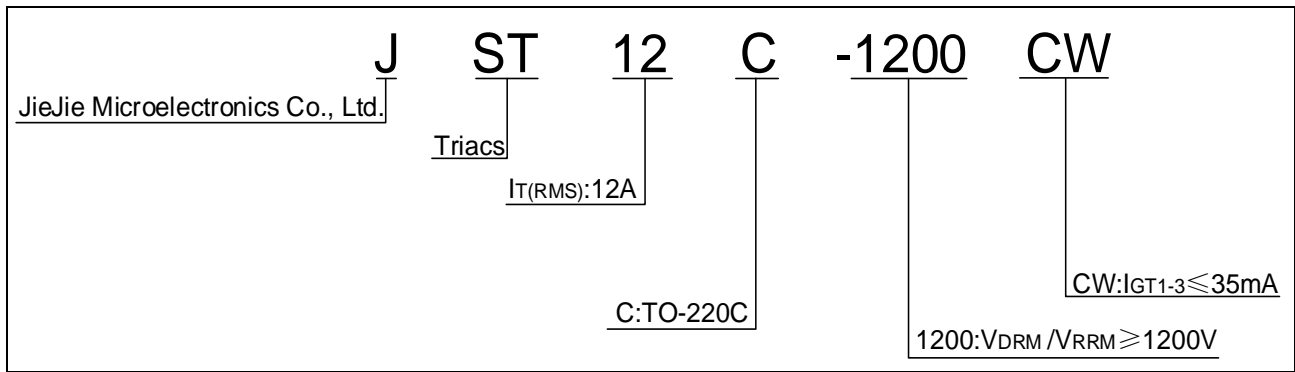 J ST 12 C -1200 CW
JieJie Microelectronics Co., Ltd.
Triacs
IT(RMS):12A
CW:IGT1-3≤35mA
C:TO-220C
1200:VDRM/VRRM≥1200V